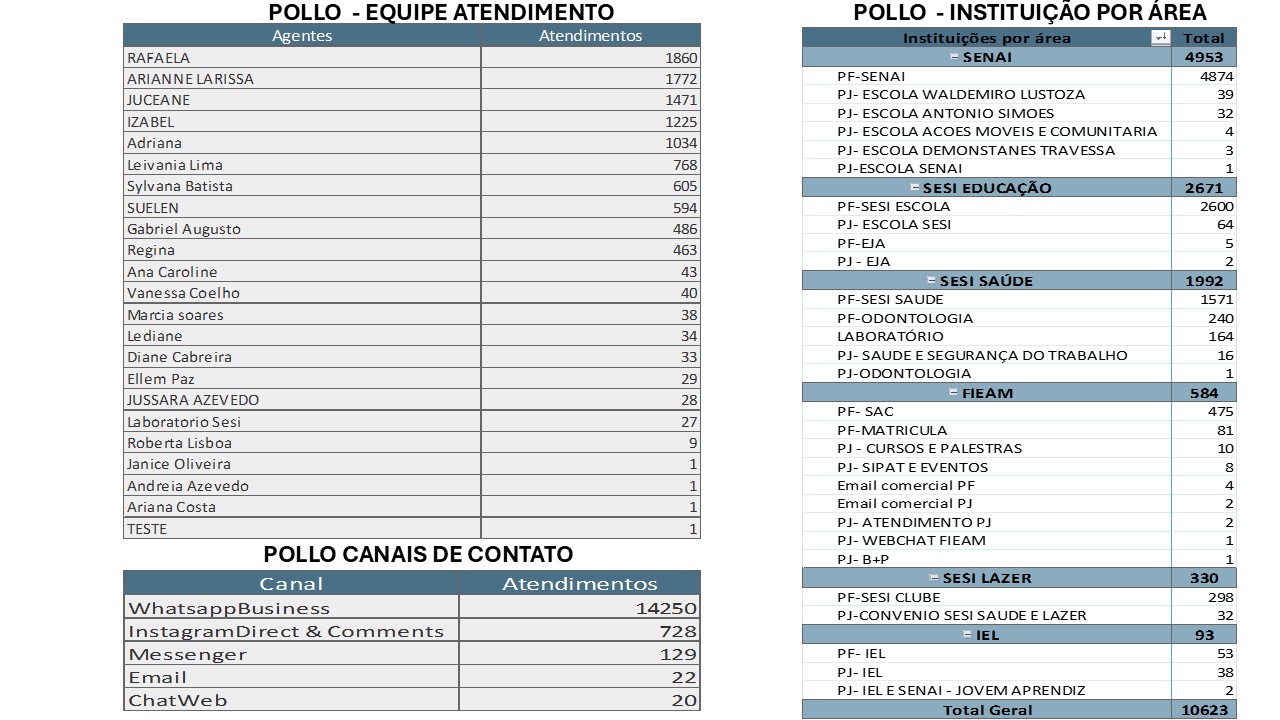 POLLO - EQUIPE ATENDIMENTO
Agentes Atendimentos
RAFAELA 1860
ARIANNE LARISSA 1772
JUCEANE 1471
IZABEL 1225
Adriana 1034
Leivania Lima 768
Sylvana Batista 605
SUELEN 594
Gabriel Augusto 486
Regina 463
Ana Caroline 43
Vanessa Coelho 40
Marcia soares 38
Lediane 34
Diane Cabreira 33
Ellem Paz 29
JUSSARA AZEVEDO 28
Laboratorio Sesi 27
Roberta Lisboa 9
Janice Oliveira 1
Andreia Azevedo 1
Ariana Costa 1
TESTE 1
POLLO CANAIS DE CONTATO
Canal Atendimentos
WhatsappBusiness 14250
InstagramDirect & Comments 728
Messenger 129
Email 22
ChatWeb 20
POLLO - INSTITUIÇÃO POR ÁREA
Instituições por área Total
SENAI 4953
PF-SENAI 4874
PJ- ESCOLA WALDEMIRO LUSTOZA 39
PJ- ESCOLA ANTONIO SIMOES 32
PJ- ESCOLA ACOES MOVEIS E COMUNITARIA 4
PJ- ESCOLA DEMONSTANES TRAVESSA 3
PJ-ESCOLA SENAI 1
SESI EDUCAÇÃO 2671
PF-SESI ESCOLA 2600
PJ- ESCOLA SESI 64
PF-EJA 5
PJ - EJA 2
SESI SAÚDE 1992
PF-SESI SAUDE 1571
PF-ODONTOLOGIA 240
LABORATÓRIO 164
PJ- SAUDE E SEGURANÇA DO TRABALHO 16
PJ-ODONTOLOGIA 1
FIEAM 584
PF- SAC 475
PF-MATRICULA 81
PJ - CURSOS E PALESTRAS 10
PJ- SIPAT E EVENTOS 8
Email comercial PF 4
Email comercial PJ 2
PJ- ATENDIMENTO PJ 2
PJ- WEBCHAT FIEAM 1
PJ- B+P 1
SESI LAZER 330
PF-SESI CLUBE 298
PJ-CONVENIO SESI SAUDE E LAZER 32
IEL 93
PF- IEL 53
PJ- IEL 38
PJ- IEL E SENAI - JOVEM APRENDIZ 2
Total Geral 10623